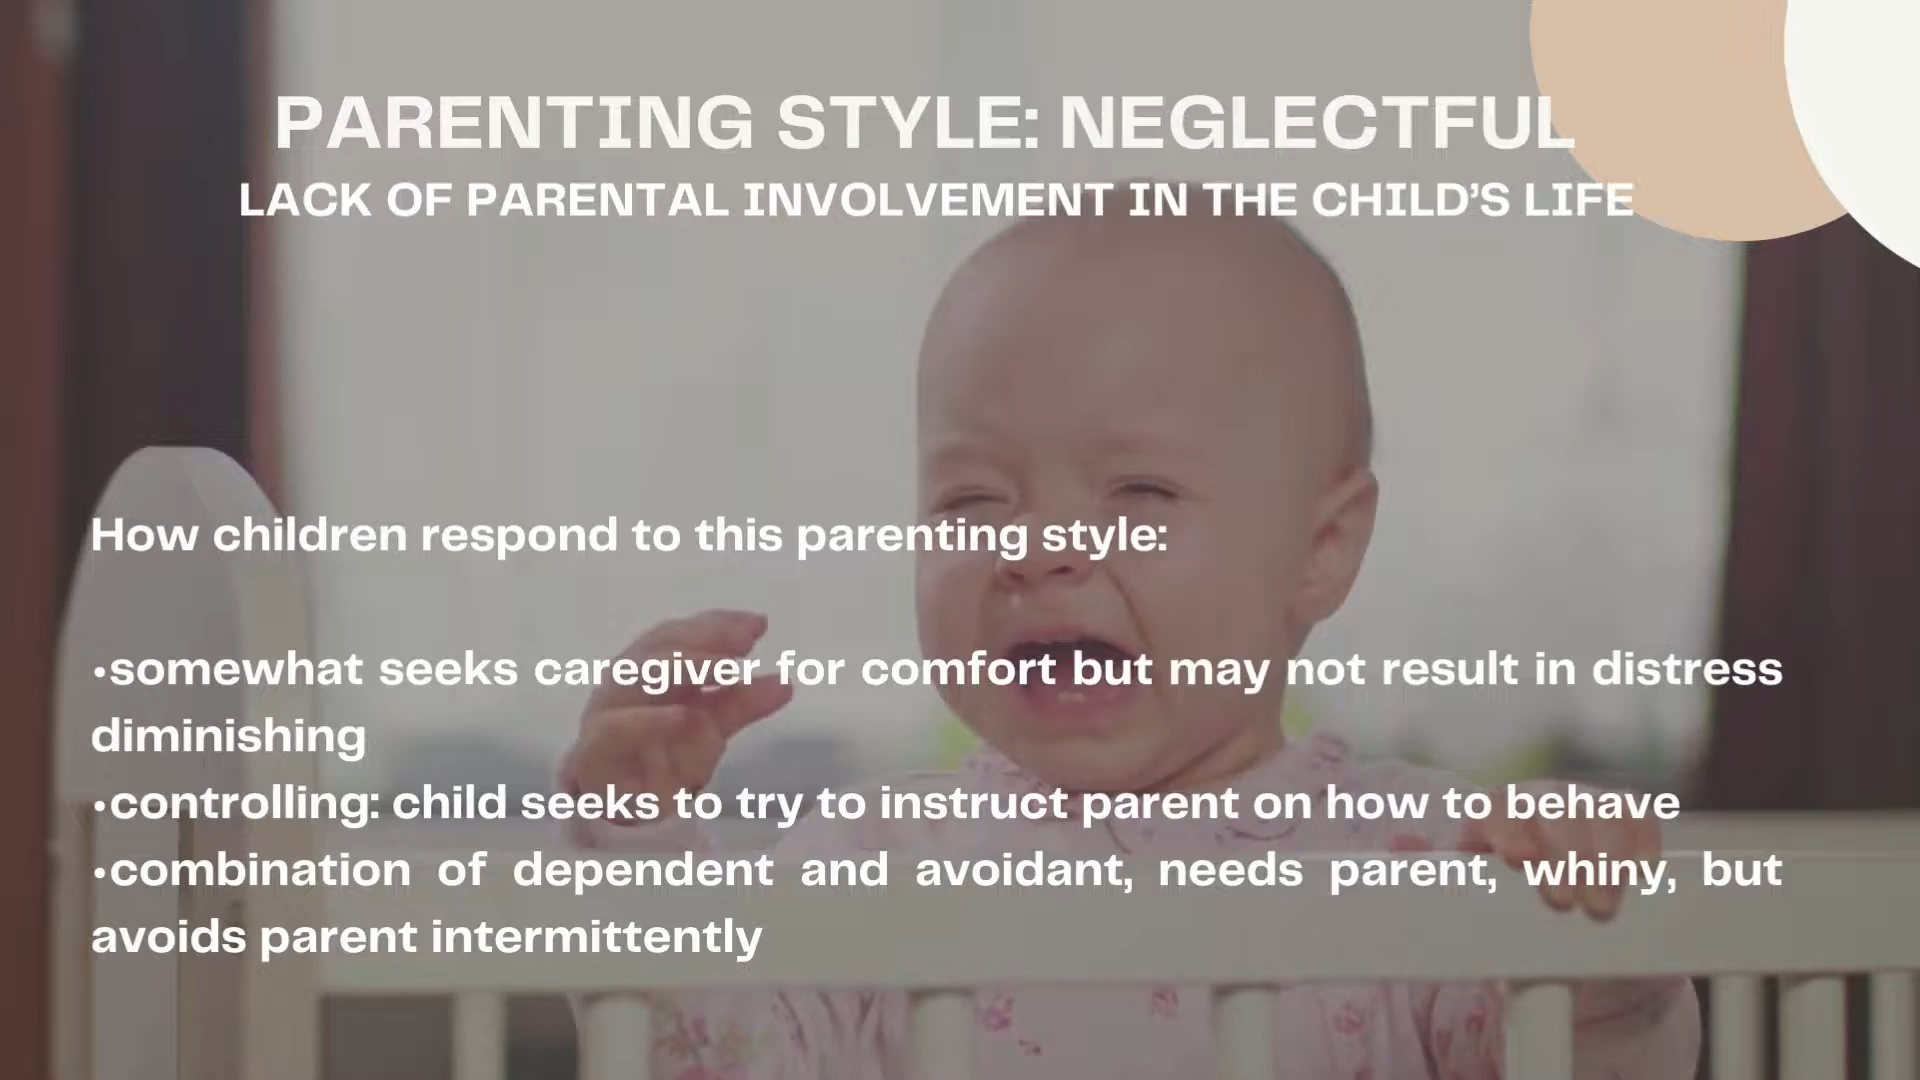 PARENTING STYLE: NEGLECTFUL
LACK OF PARENTAL INVOLVEMENT IN THE CHILD’S LIFE
How children respond to this parenting style:
•somewhat seeks caregiver for comfort but may not result in distress
diminishing
•controlling: child seeks to try to instruct parent on how to behave
•combination of dependent and avoidant, needs parent, whiny, but
avoids parent intermittently